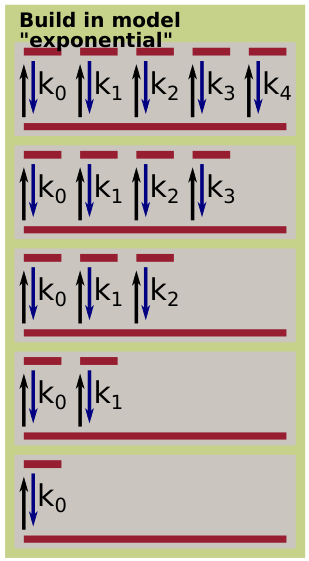 Build in model
"exponential"
k₀ k₁ k₂ k₃ k₄
k₀ k₁ k₂ k₃
k₀ k₁ k₂
k₀ k₁
k₀